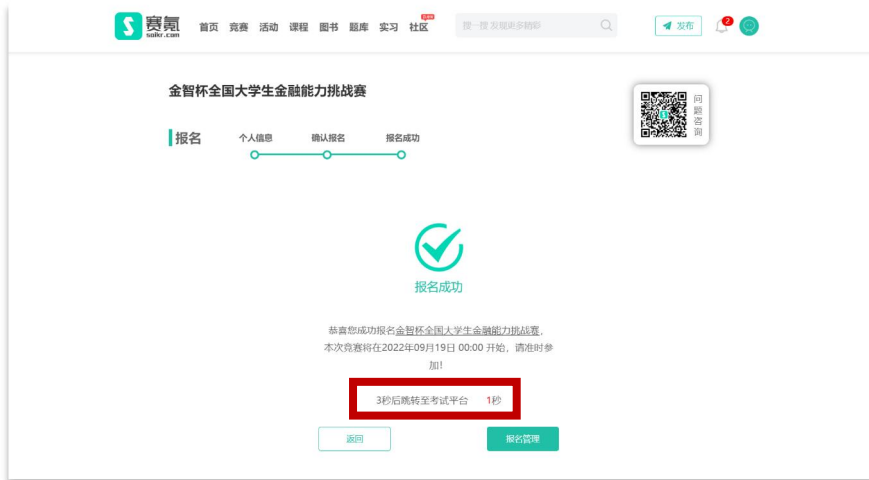 赛氪
saikr.com
首页 竞赛 活动 课程 图书 题库 实习 社区
发布
2
金智杯全国大学生金融能力挑战赛
问题咨询
报名 个人信息 确认报名 报名成功
报名成功
恭喜您成功报名金智杯全国大学生金融能力挑战赛,
本次竞赛将在2022年09月19日 00:00 开始, 请准时参
加!
3秒后跳转至考试平台 1秒
返回 报名管理